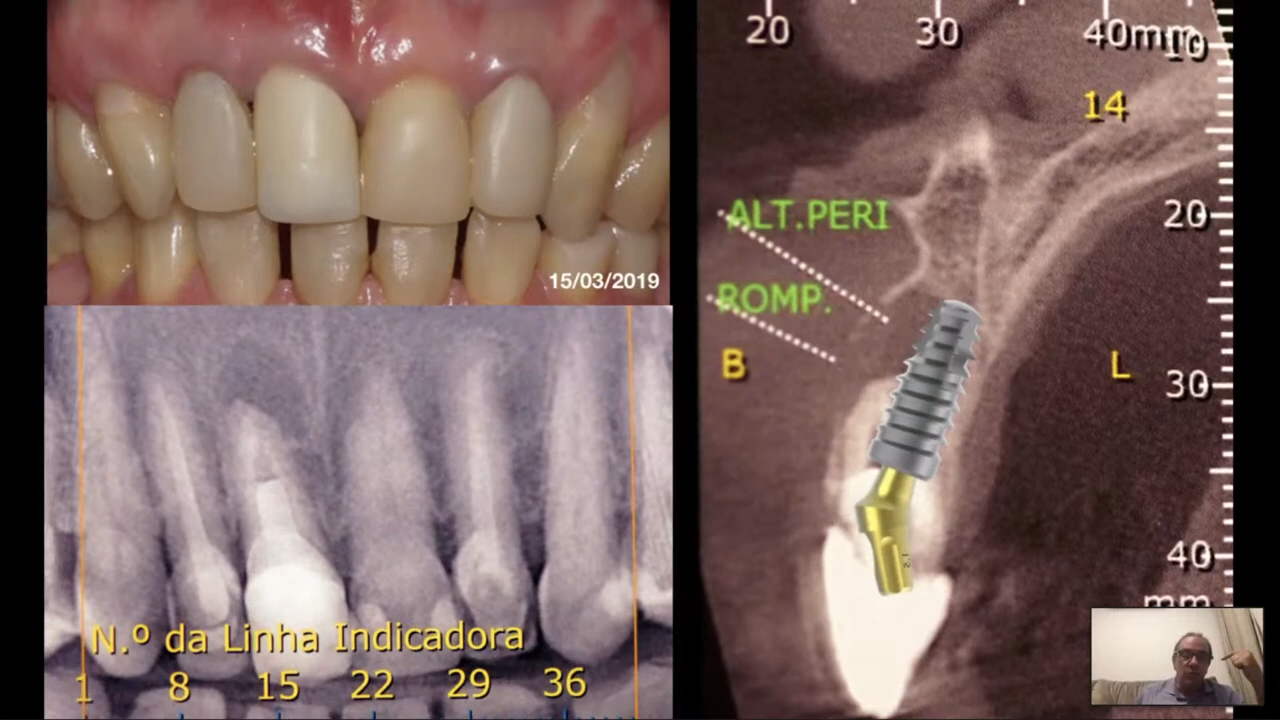 15/03/2019
N.º da Linha Indicadora
1 8 15 22 29 36
20 30 40mm
10
14
ALT.PERI
20
ROMP.
B L
30
40
mm